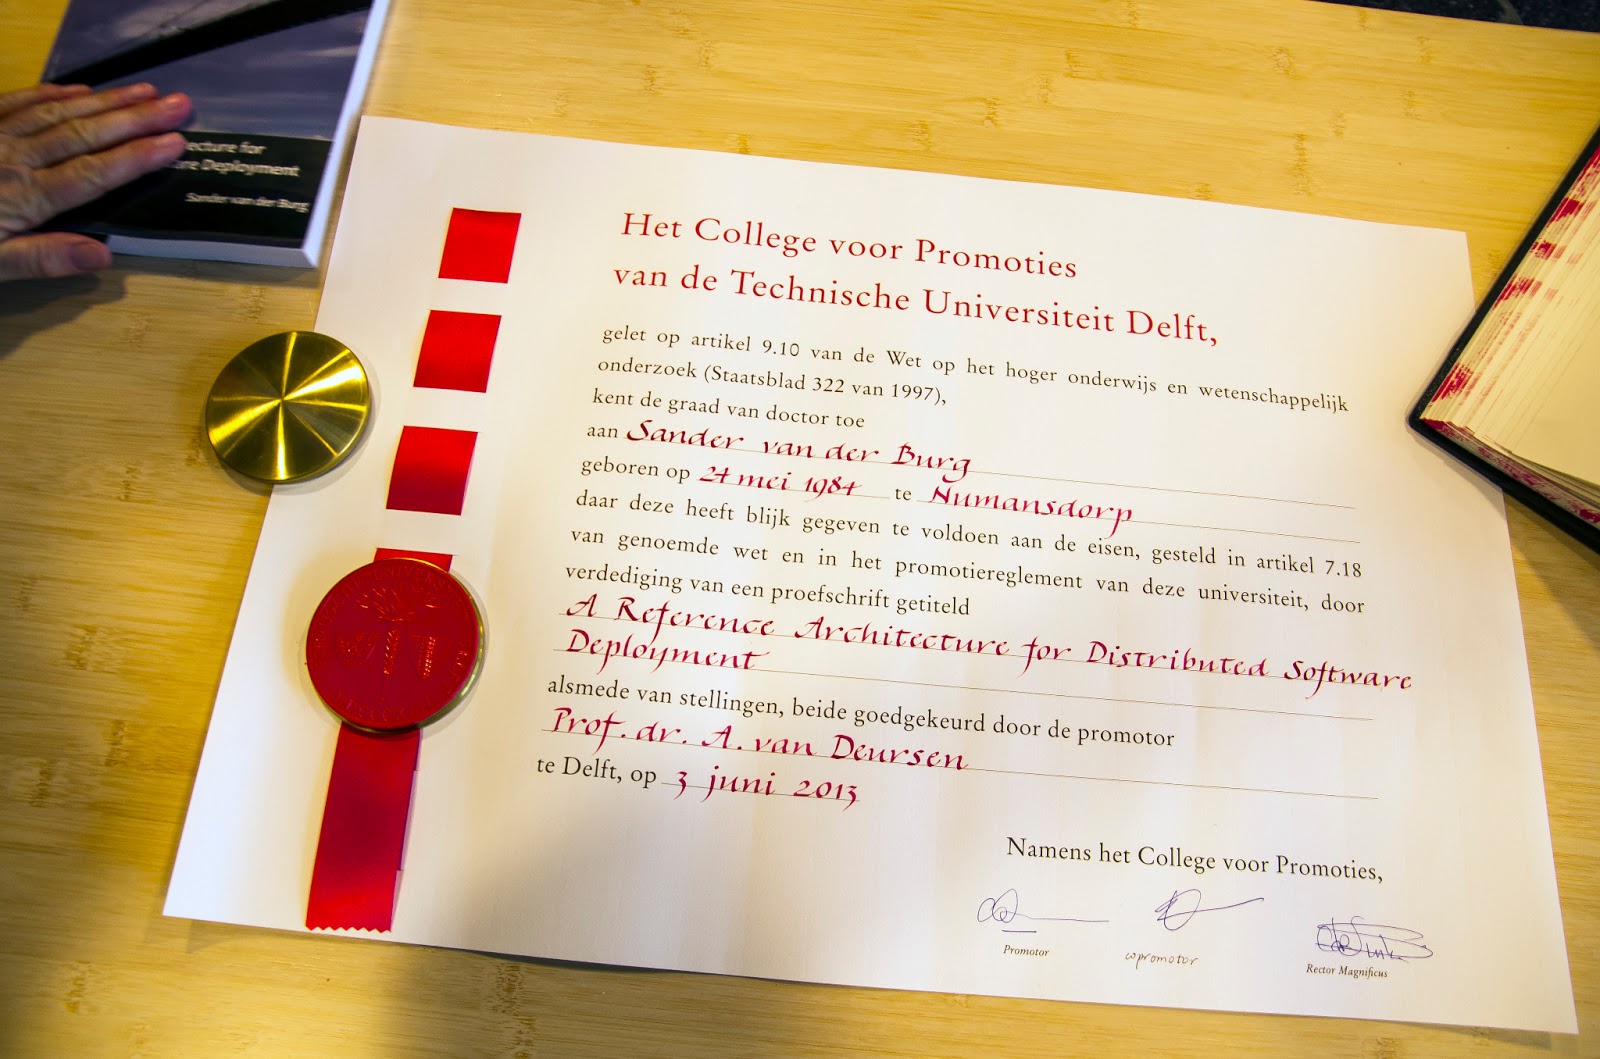 ecture for
are Deployment
Sander van der Burg
Het College voor Promoties
van de Technische Universiteit Delft,
gelet op artikel 9.10 van de Wet op het hoger onderwijs en wetenschappelijk
onderzoek (Staatsblad 322 van 1997),
kent de graad van doctor toe
aan Sander van der Burg
geboren op 24 mei 1984 te Numansdorp
daar deze heeft blijk gegeven te voldoen aan de eisen, gesteld in artikel 7.18
van genoemde wet en in het promotiereglement van deze universiteit, door
verdediging van een proefschrift getiteld
A Reference Architecture for Distributed Software
Deployment
alsmede van stellingen, beide goedgekeurd door de promotor
Prof. dr. A. van Deursen
te Delft, op 3 juni 2013
Namens het College voor Promoties,
Promotor
copromotor
Rector Magnificus